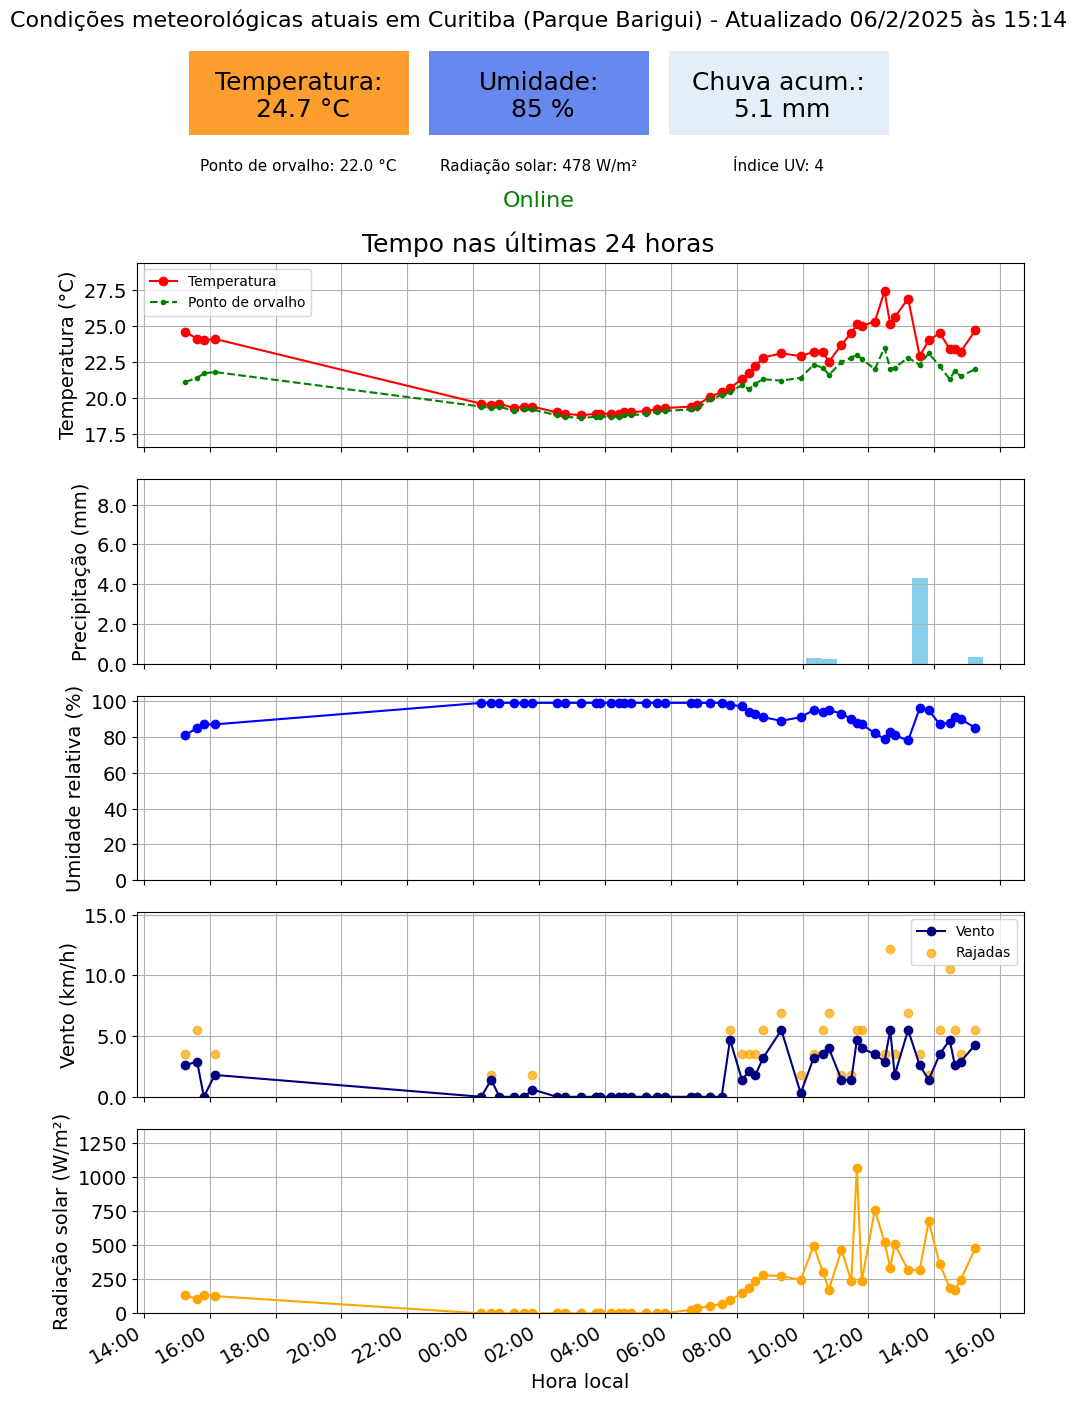 Condições meteorológicas atuais em Curitiba (Parque Barigui) - Atualizado 06/2/2025 às 15:14
Temperatura:
24.7 °C
Umidade:
85 %
Chuva acum.:
5.1 mm
Ponto de orvalho: 22.0 °C
Radiação solar: 478 W/m²
Índice UV: 4
Online
Tempo nas últimas 24 horas
Temperatura (°C)
27.5
25.0
22.5
20.0
17.5
Temperatura
Ponto de orvalho
Precipitação (mm)
8.0
6.0
4.0
2.0
0.0
Umidade relativa (%)
100
80
60
40
20
0
Vento (km/h)
15.0
10.0
5.0
0.0
Vento
Rajadas
Radiação solar (W/m²)
1250
1000
750
500
250
0
14:00
16:00
18:00
20:00
22:00
00:00
02:00
04:00
06:00
08:00
10:00
12:00
14:00
16:00
Hora local